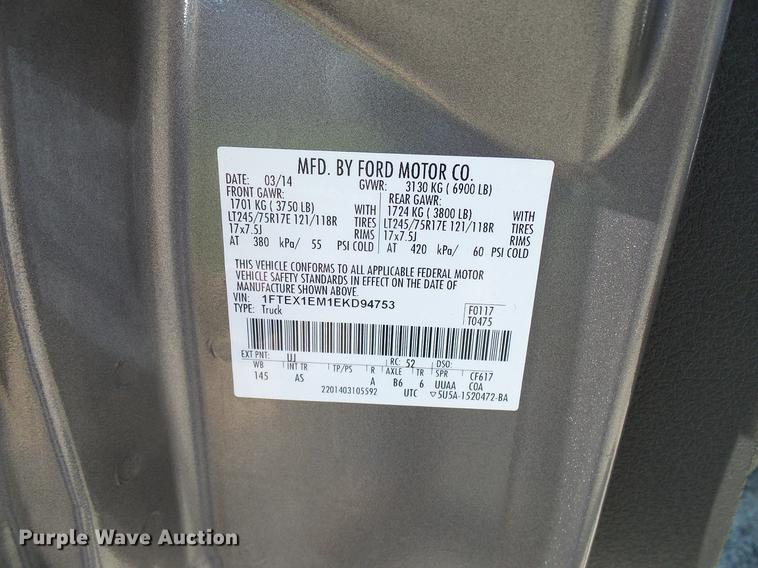 MFD. BY FORD MOTOR CO.
DATE: 03/14 GVWR: 3130 KG ( 6900 LB)
FRONT GAWR: REAR GAWR:
1701 KG ( 3750 LB) WITH 1724 KG ( 3800 LB) WITH
LT245/75R17E 121/118R TIRES LT245/75R17E 121/118R TIRES
17x7.5J RIMS 17x7.5J RIMS
AT 380 kPa/ 55 PSI COLD AT 420 kPa/ 60 PSI COLD
THIS VEHICLE CONFORMS TO ALL APPLICABLE FEDERAL MOTOR
VEHICLE SAFETY STANDARDS IN EFFECT ON THE DATE OF
MANUFACTURE SHOWN ABOVE.
VIN: 1FTEX1EM1EKD94753 F0117
TYPE: Truck T0475
EXT PNT: UJ RC: 52 DSO:
WB INT TR TP/PS R AXLE TR SPR CF617
145 AS A B6 6 UUAA COA
2201403105592 UTC ▽5U5A-1520472-BA
Purple Wave Auction